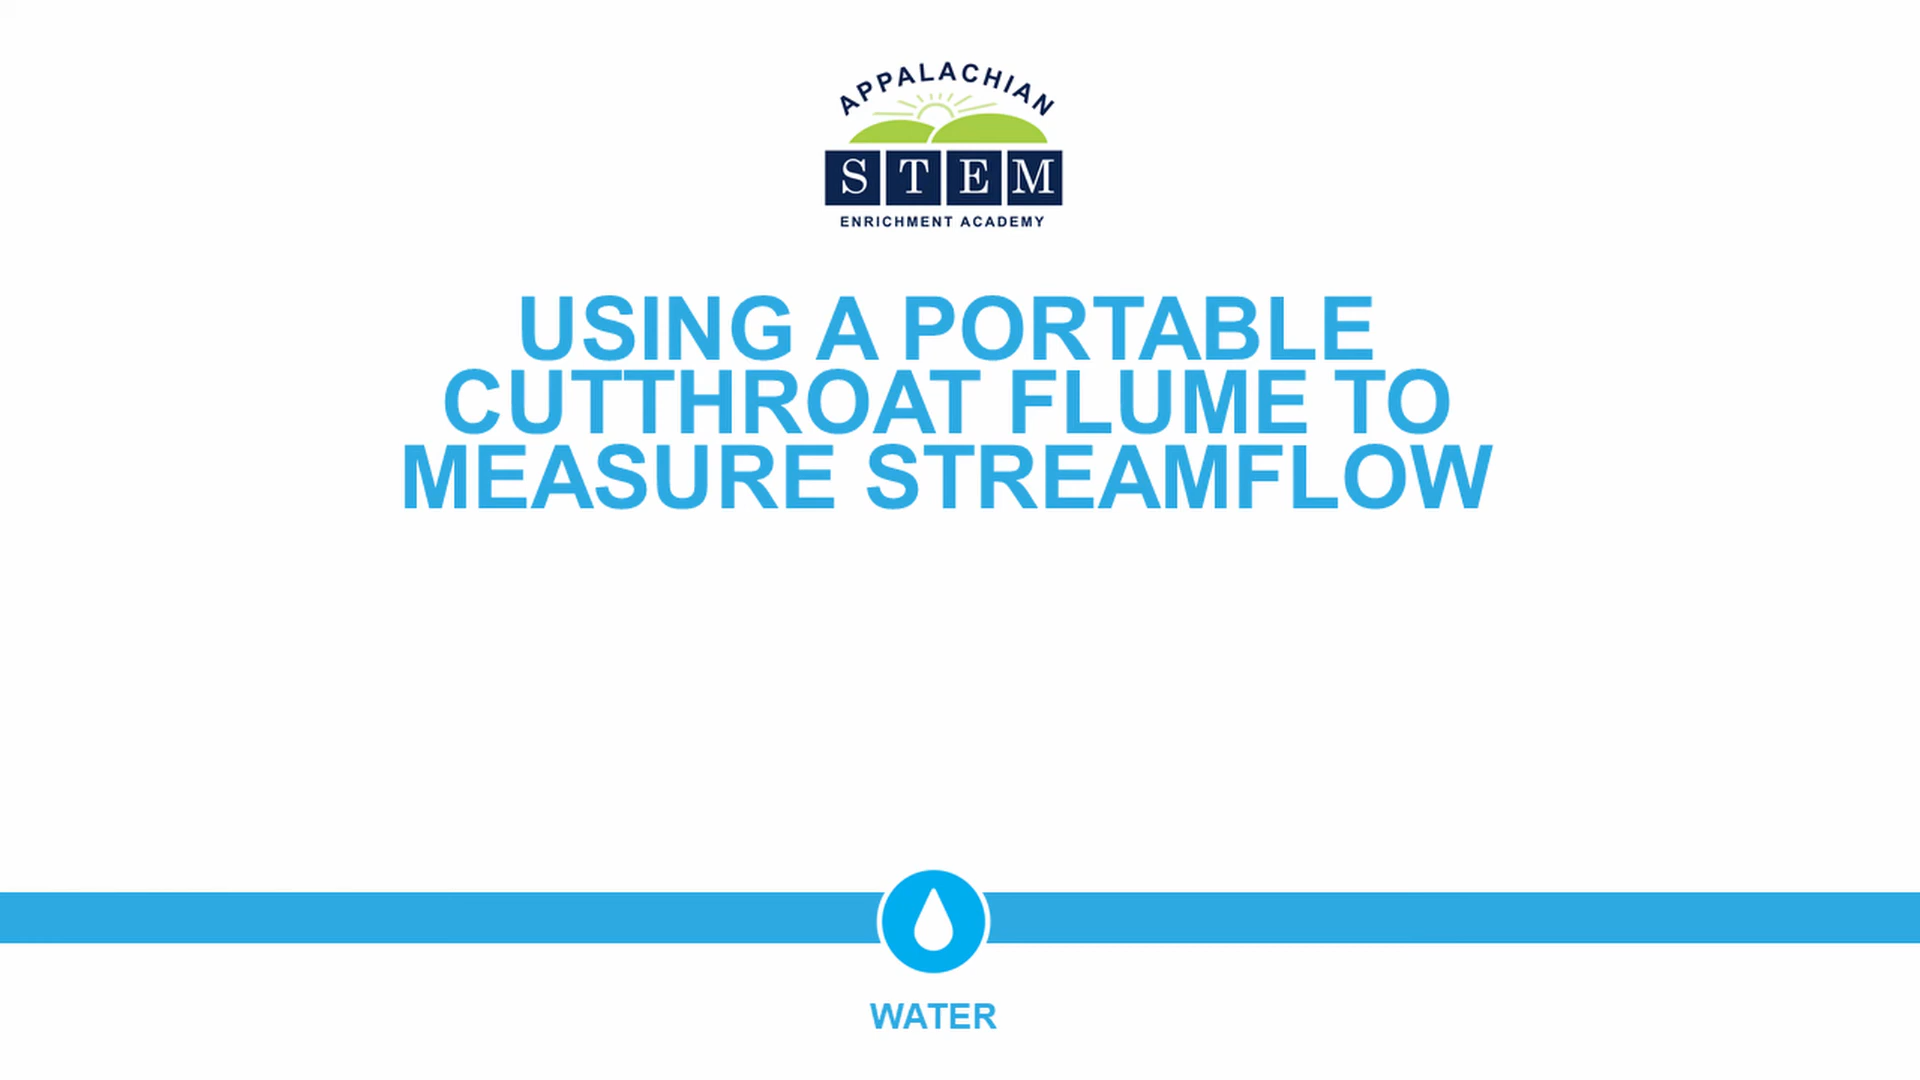 APPALACHIAN
STEM
ENRICHMENT ACADEMY
USING A PORTABLE
CUTTHROAT FLUME TO
MEASURE STREAMFLOW
WATER